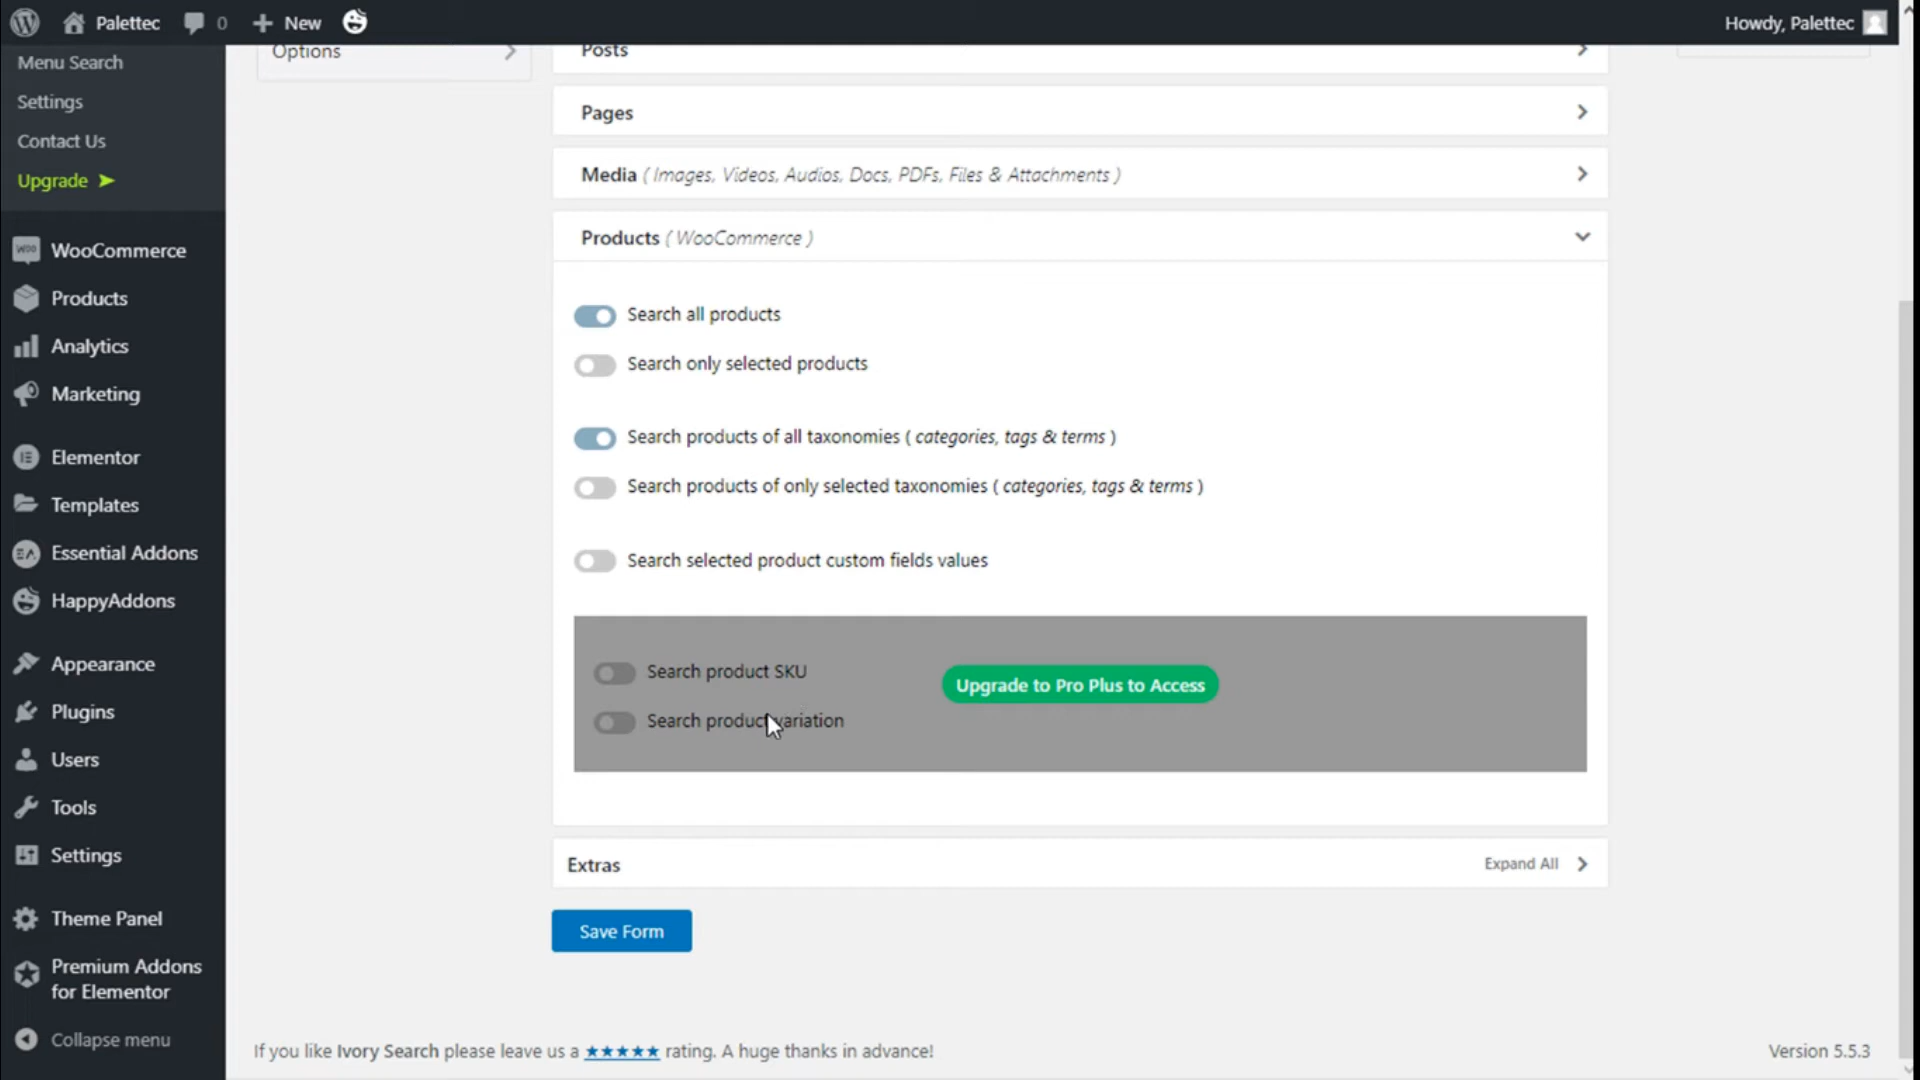 Palettec
0
New
Howdy, Palettec
Menu Search
Settings
Contact Us
Upgrade ➤
WooCommerce
Products
Analytics
Marketing
Elementor
Templates
Essential Addons
HappyAddons
Appearance
Plugins
Users
Tools
Settings
Theme Panel
Premium Addons
for Elementor
Collapse menu
Options
Posts
Pages
Media ( Images, Videos, Audios, Docs, PDFs, Files & Attachments )
Products ( WooCommerce )
Search all products
Search only selected products
Search products of all taxonomies ( categories, tags & terms )
Search products of only selected taxonomies ( categories, tags & terms )
Search selected product custom fields values
Search product SKU
Search product variation
Upgrade to Pro Plus to Access
Extras
Expand All
Save Form
If you like Ivory Search please leave us a ★★★★★ rating. A huge thanks in advance!
Version 5.5.3